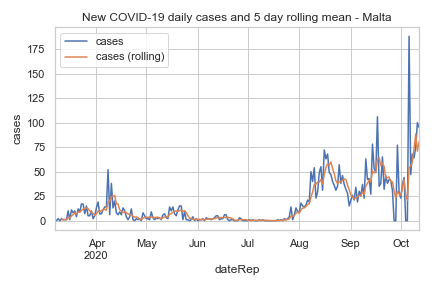 New COVID-19 daily cases and 5 day rolling mean - Malta
cases
cases (rolling)
175
150
125
100
75
50
25
0
cases
Apr
2020
May
Jun
Jul
Aug
Sep
Oct
dateRep